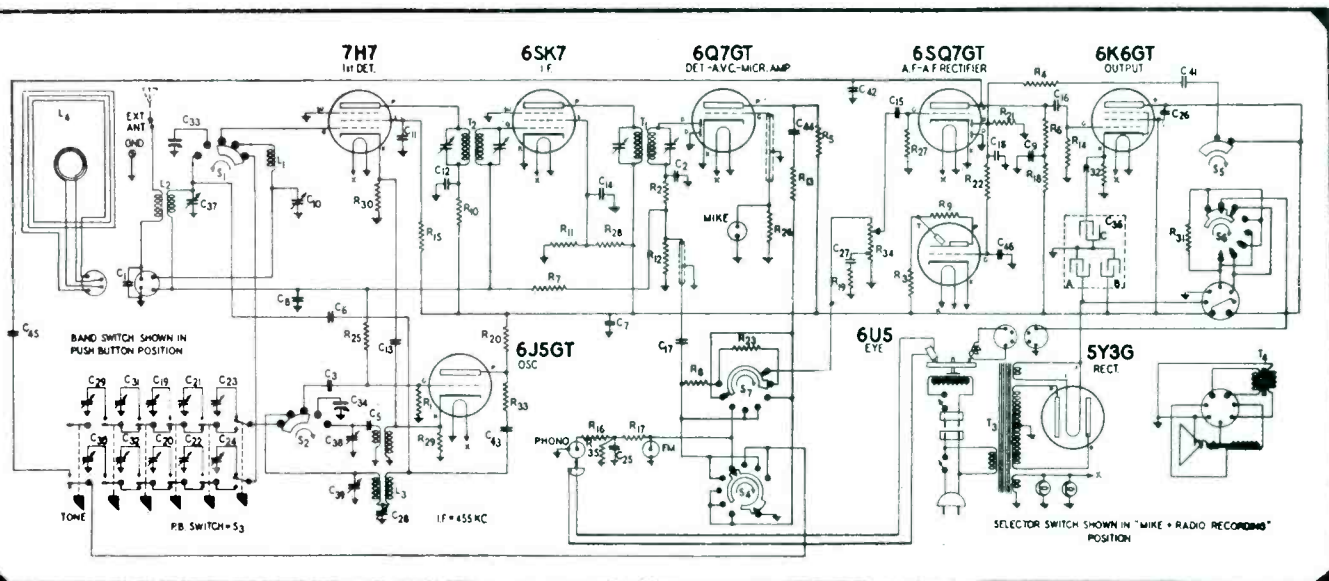 7H7
1st DET.
6SK7
I.F.
6Q7GT
DET.-A.V.C.-MICR. AMP
6SQ7GT
A.F.-A.F. RECTIFIER
6K6GT
OUTPUT
L4
EXT
ANT
GND
C33
S1
L1
L2
C37
C10
C1
R30
C11
T2
C12
R10
R15
C14
R11
R28
R7
T1
C2
R2
R12
MIKE
R26
C44
R13
R5
C42
C15
R27
R21
C18
C9
R22
R18
R6
R4
C16
R14
R32
C41
C26
S5
C27
R19
R34
R9
R3
C46
C36
C
A
B
R31
S6
C45
C8
C6
C7
BAND SWITCH SHOWN IN
PUSH BUTTON POSITION
R25
C13
R20
6J5GT
OSC
C17
R8
R23
S7
6U5
EYE
5Y3G
RECT.
T4
C29
C31
C19
C21
C23
C30
C32
C20
C22
C24
S2
C3
C34
C38
C5
R1
R29
R33
C43
PHONO
R16
R17
R35
C25
FM
S4
T3
X
C39
L3
C28
TONE
P.B. SWITCH = S3
I.F = 455 KC
SELECTOR SWITCH SHOWN IN "MIKE + RADIO RECORDING"
POSITION